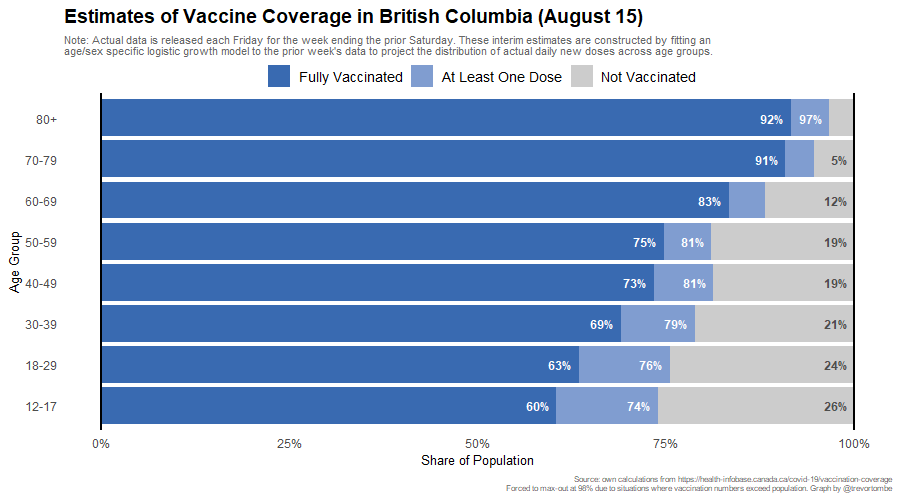 Estimates of Vaccine Coverage in British Columbia (August 15)
Note: Actual data is released each Friday for the week ending the prior Saturday. These interim estimates are constructed by fitting an
age/sex specific logistic growth model to the prior week's data to project the distribution of actual daily new doses across age groups.
Fully Vaccinated At Least One Dose Not Vaccinated
Age Group
80+ 92% 97%
70-79 91% 5%
60-69 83% 12%
50-59 75% 81% 19%
40-49 73% 81% 19%
30-39 69% 79% 21%
18-29 63% 76% 24%
12-17 60% 74% 26%
0% 25% 50% 75% 100%
Share of Population
Source: own calculations from https://health-infobase.canada.ca/covid-19/vaccination-coverage
Forced to max-out at 98% due to situations where vaccination numbers exceed population. Graph by @trevortombe